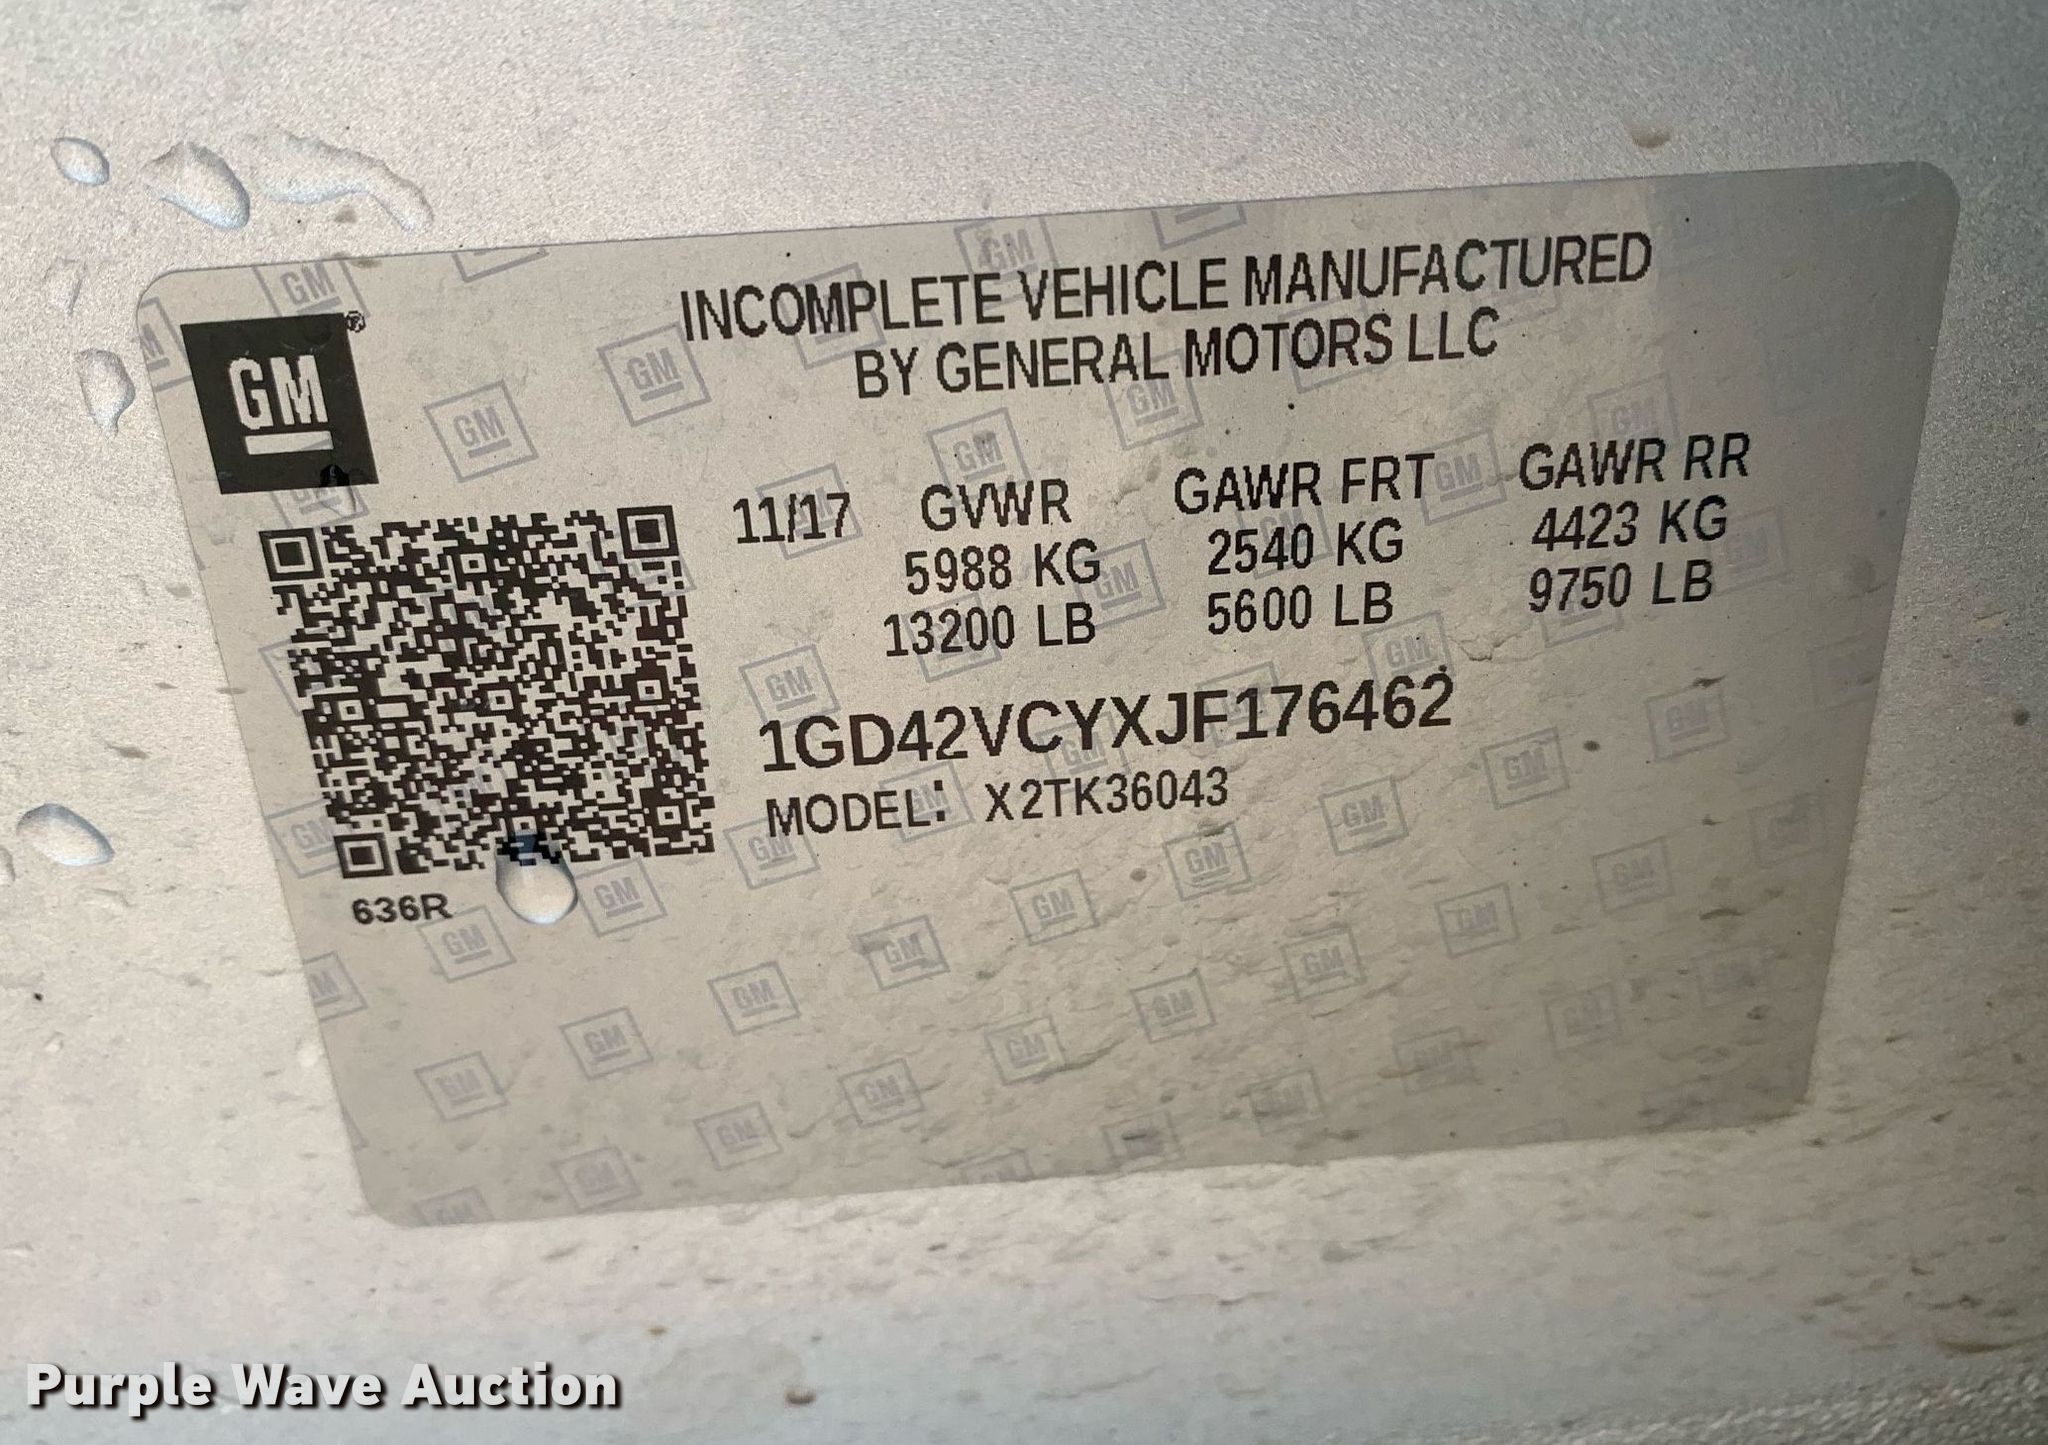 GM®
INCOMPLETE VEHICLE MANUFACTURED
BY GENERAL MOTORS LLC
11/17 GVWR GAWR FRT GAWR RR
5988 KG 2540 KG 4423 KG
13200 LB 5600 LB 9750 LB
1GD42VCYXJF176462
MODEL: X2TK36043
636R
Purple Wave Auction